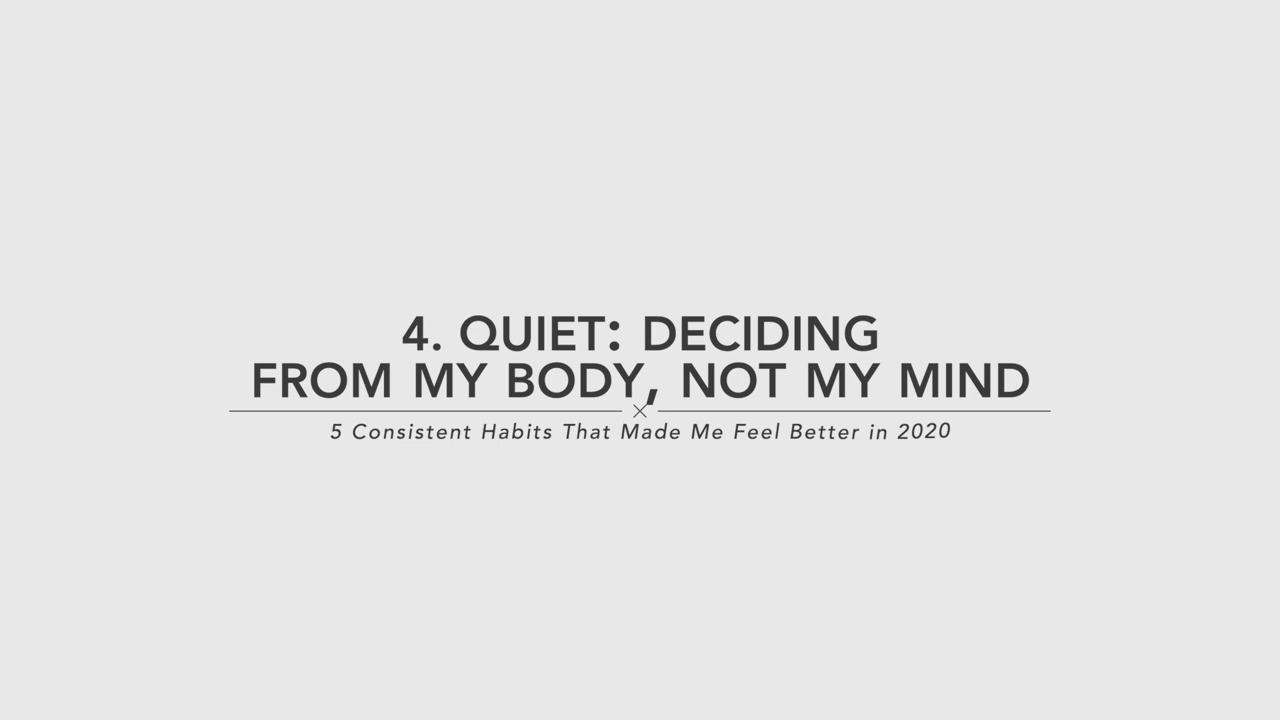 4. QUIET: DECIDING
FROM MY BODY, NOT MY MIND
5 Consistent Habits That Made Me Feel Better in 2020